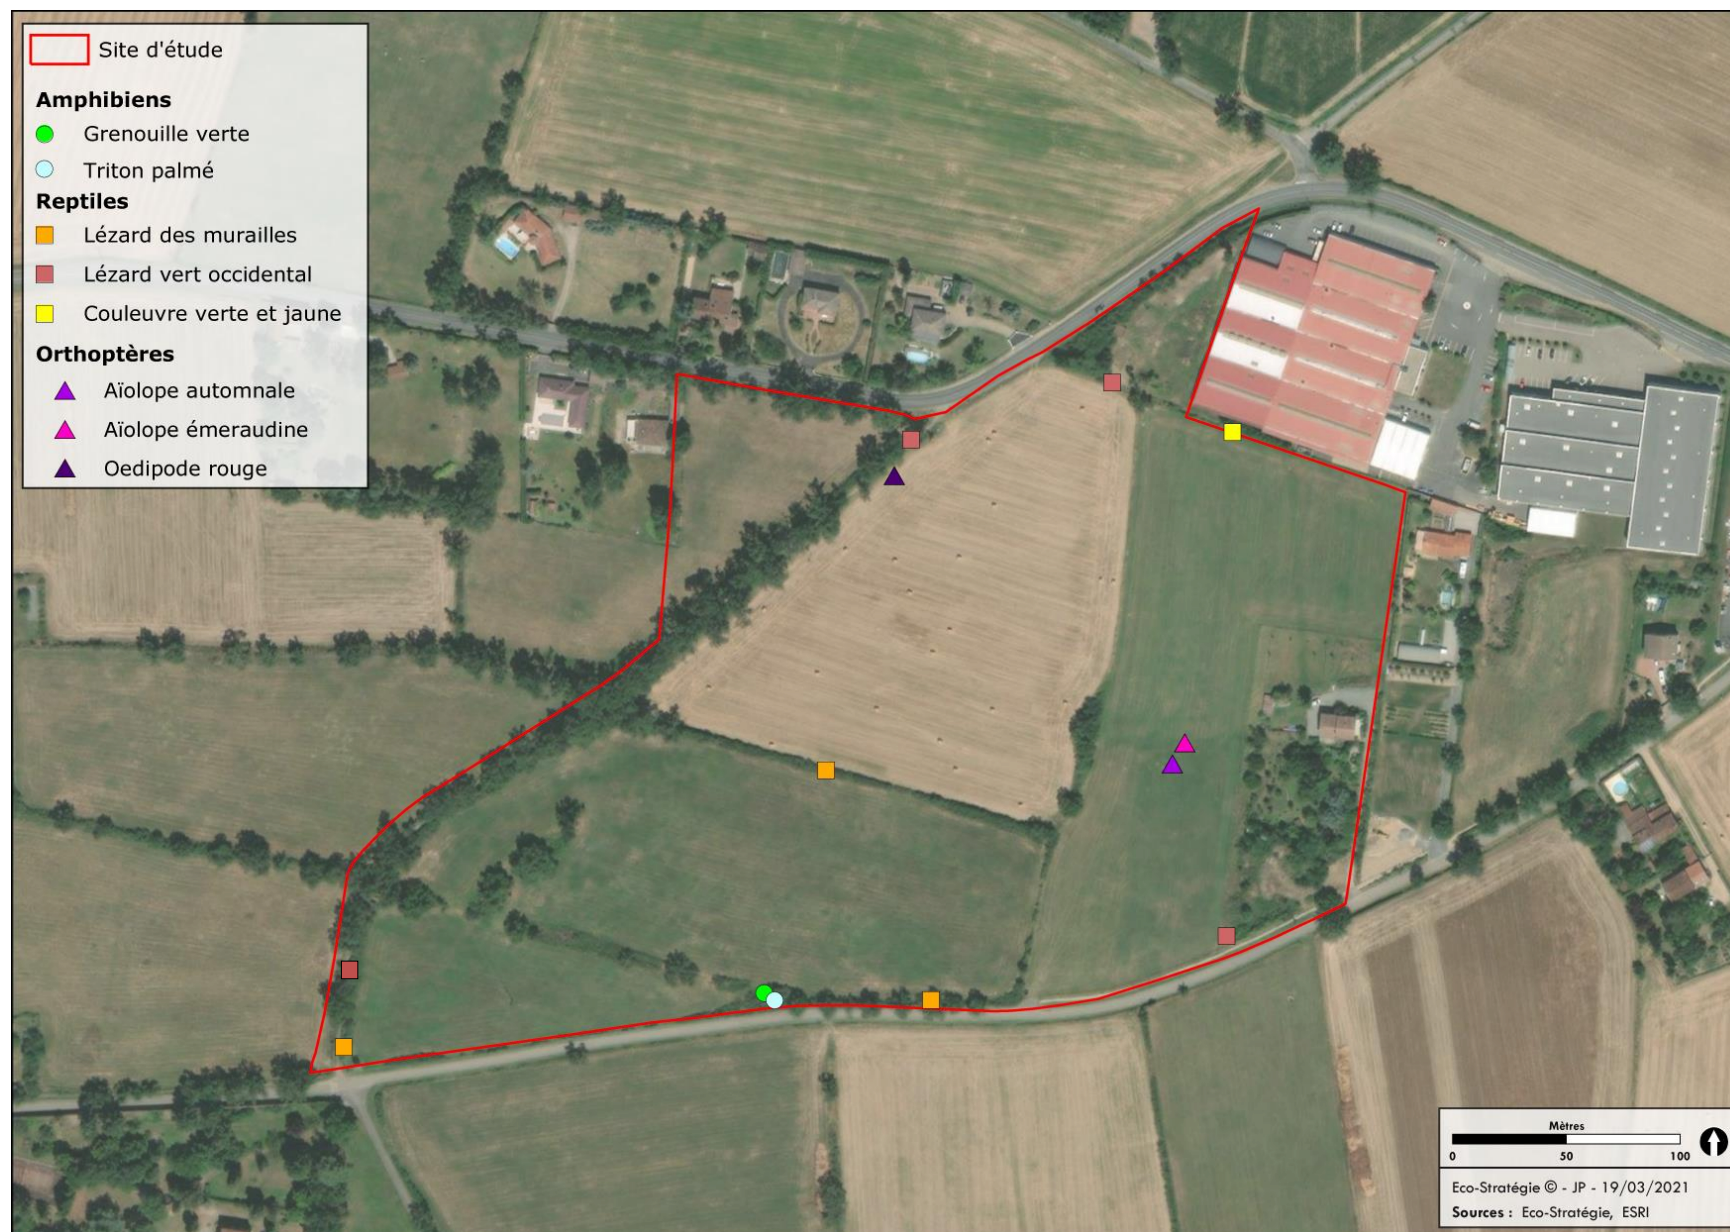 Site d'étude
Amphibiens
Grenouille verte
Triton palmé
Reptiles
Lézard des murailles
Lézard vert occidental
Couleuvre verte et jaune
Orthoptères
Aïolope automnale
Aïolope émeraudine
Oedipode rouge
Mètres
0 50 100
Eco-Stratégie © - JP - 19/03/2021
Sources : Eco-Stratégie, ESRI